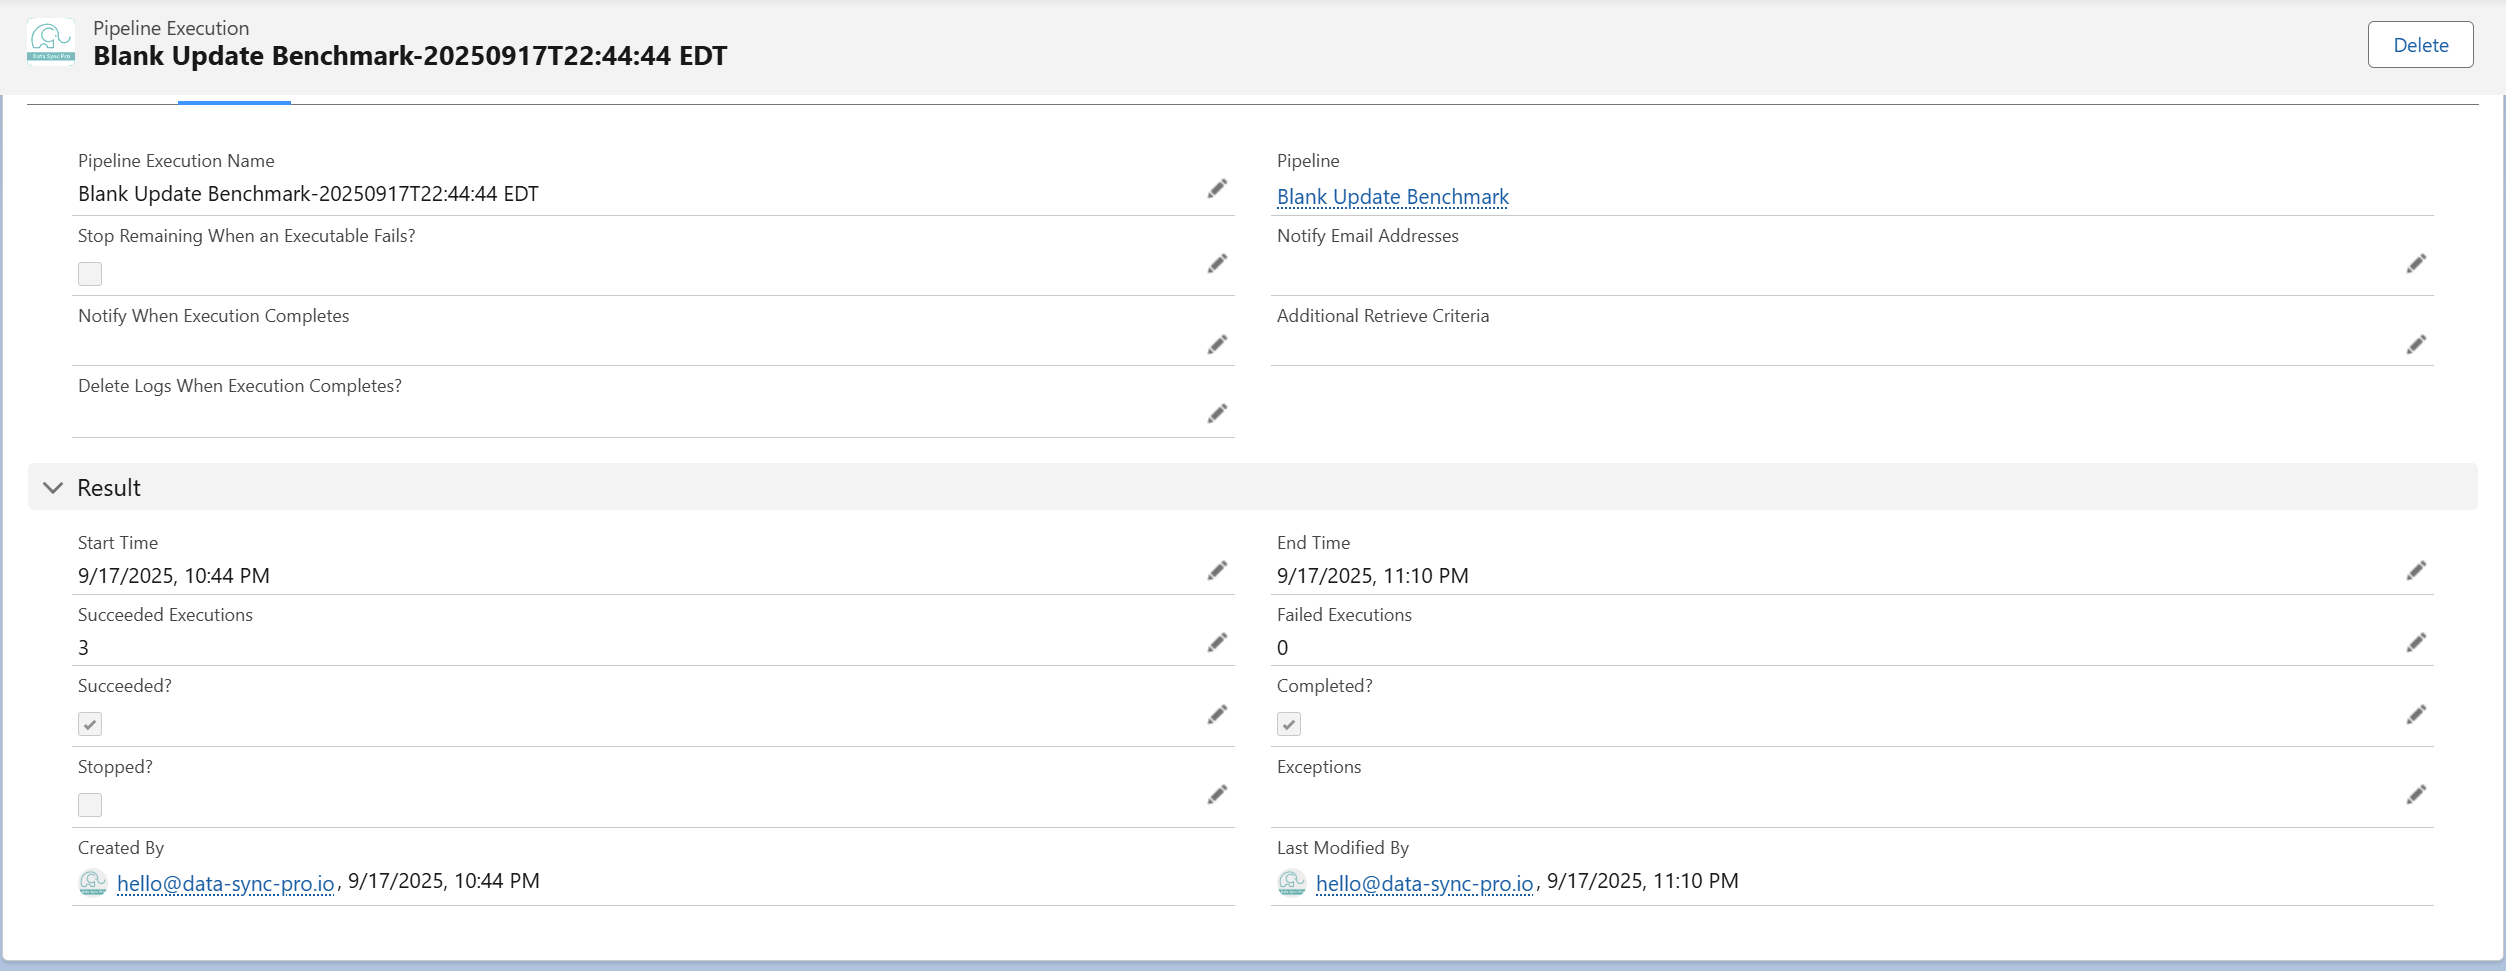 Pipeline Execution
Blank Update Benchmark-20250917T22:44:44 EDT
Delete
Data Sync Pro
Pipeline Execution Name
Blank Update Benchmark-20250917T22:44:44 EDT
Pipeline
Blank Update Benchmark
Stop Remaining When an Executable Fails?
Notify Email Addresses
Notify When Execution Completes
Additional Retrieve Criteria
Delete Logs When Execution Completes?
Result
Start Time
9/17/2025, 10:44 PM
End Time
9/17/2025, 11:10 PM
Succeeded Executions
3
Failed Executions
0
Succeeded?
Completed?
Stopped?
Exceptions
Created By
hello@data-sync-pro.io, 9/17/2025, 10:44 PM
Last Modified By
hello@data-sync-pro.io, 9/17/2025, 11:10 PM